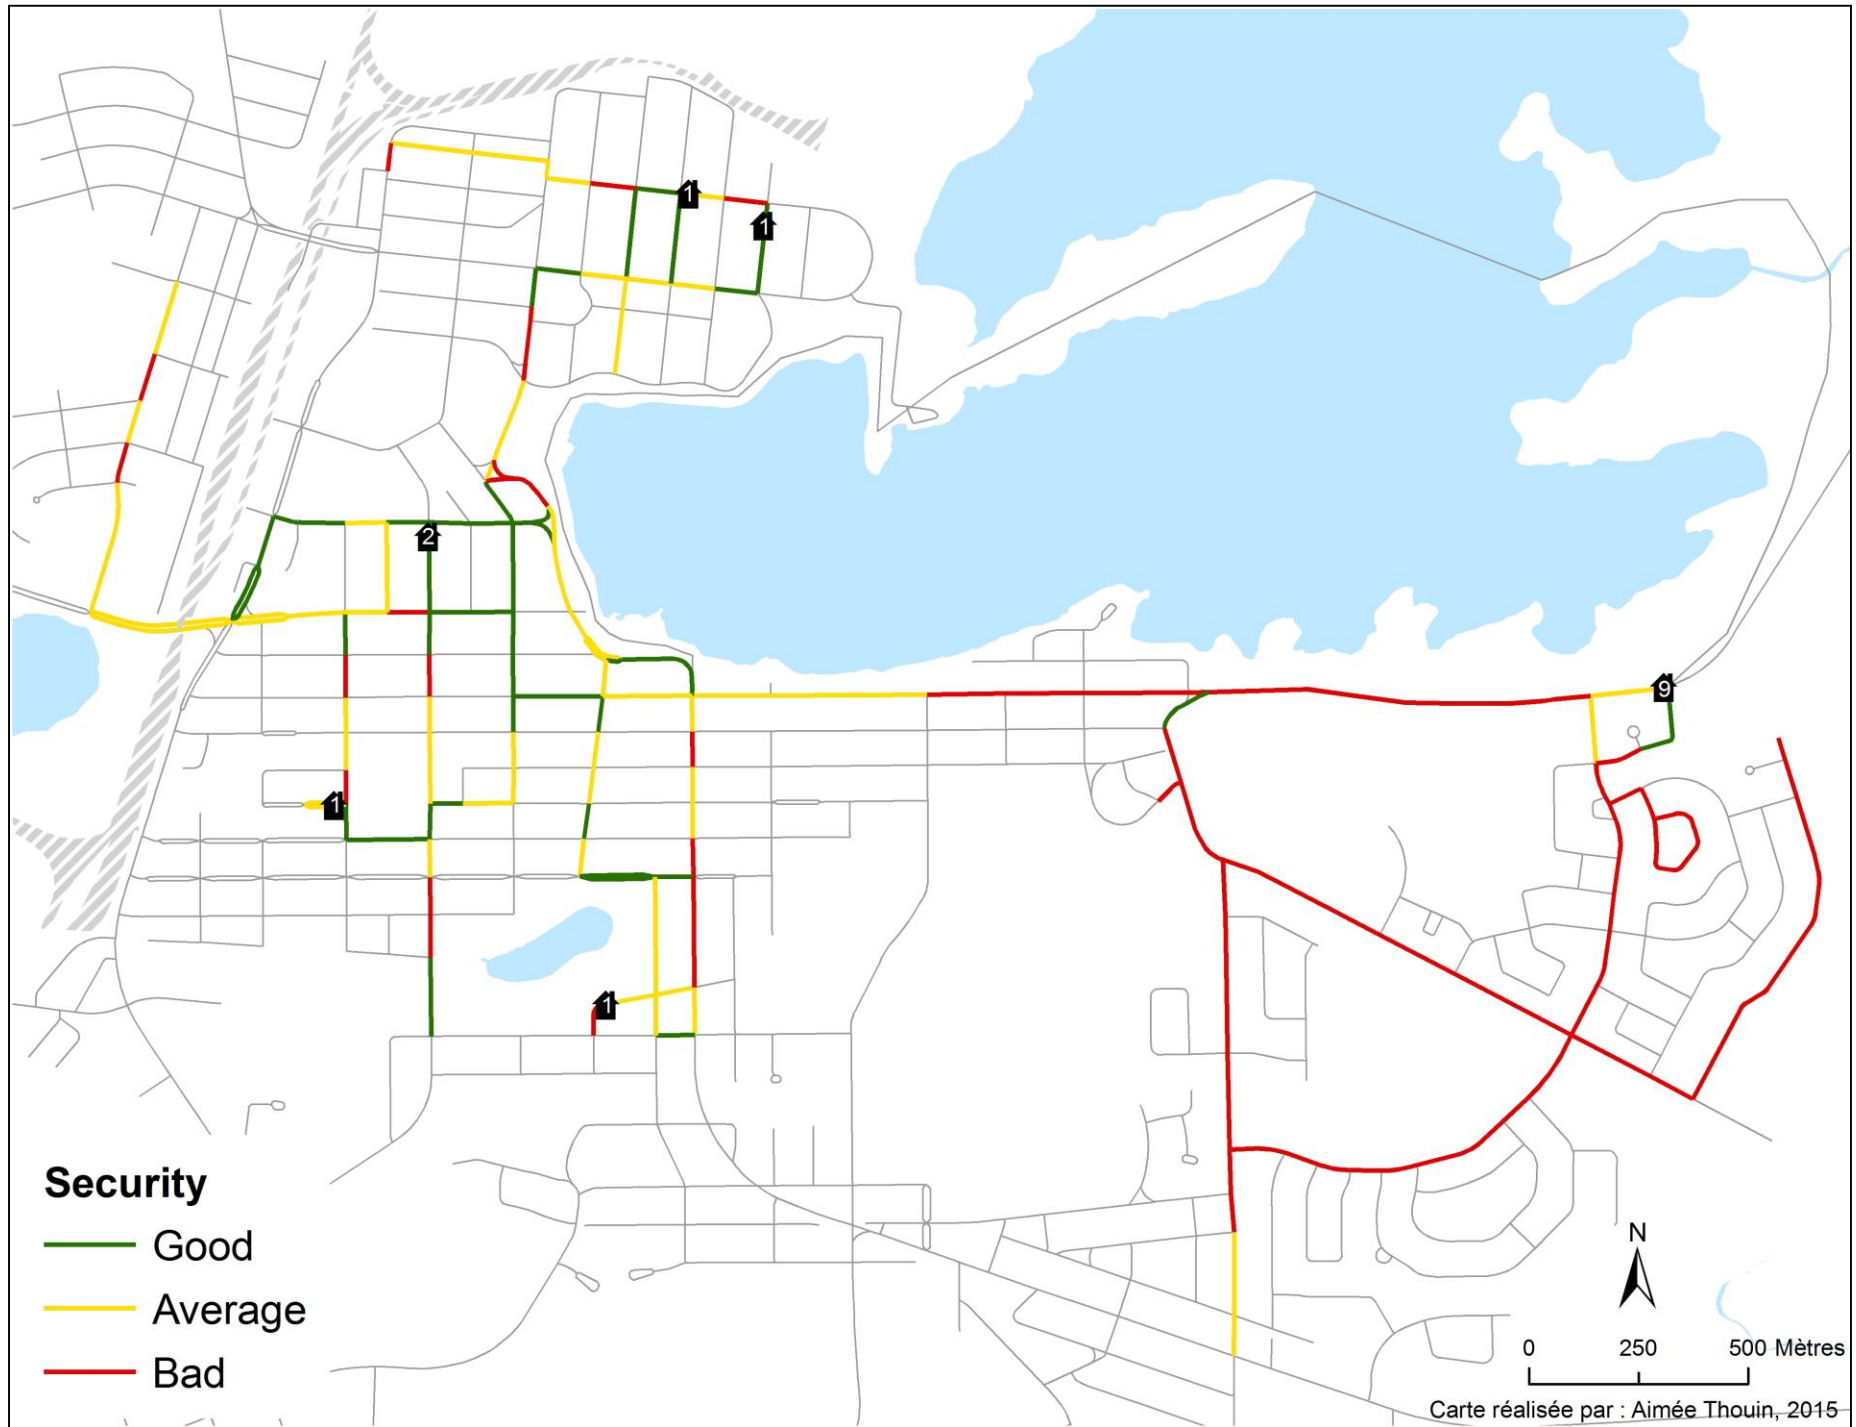 1
1
2
9
1
1
Security
Good
Average
Bad
N
0 250 500 Mètres
Carte réalisée par : Aimée Thouin, 2015